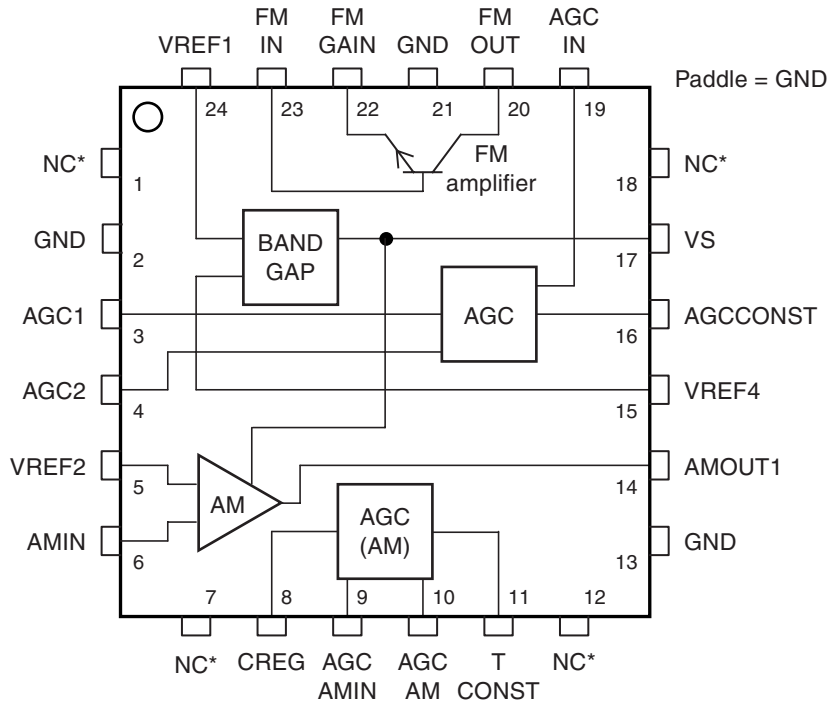 VREF1
FM
IN
FM
GAIN
GND
FM
OUT
AGC
IN
Paddle = GND
24
23
22
21
20
19
FM
amplifier
NC*
1
GND
2
AGC1
3
AGC2
4
VREF2
5
AMIN
6
BAND
GAP
AGC
AM
AGC
(AM)
NC*
18
VS
17
AGCCONST
16
VREF4
15
AMOUT1
14
GND
13
7
8
9
10
11
12
NC*
CREG
AGC
AMIN
AGC
AM
T
CONST
NC*